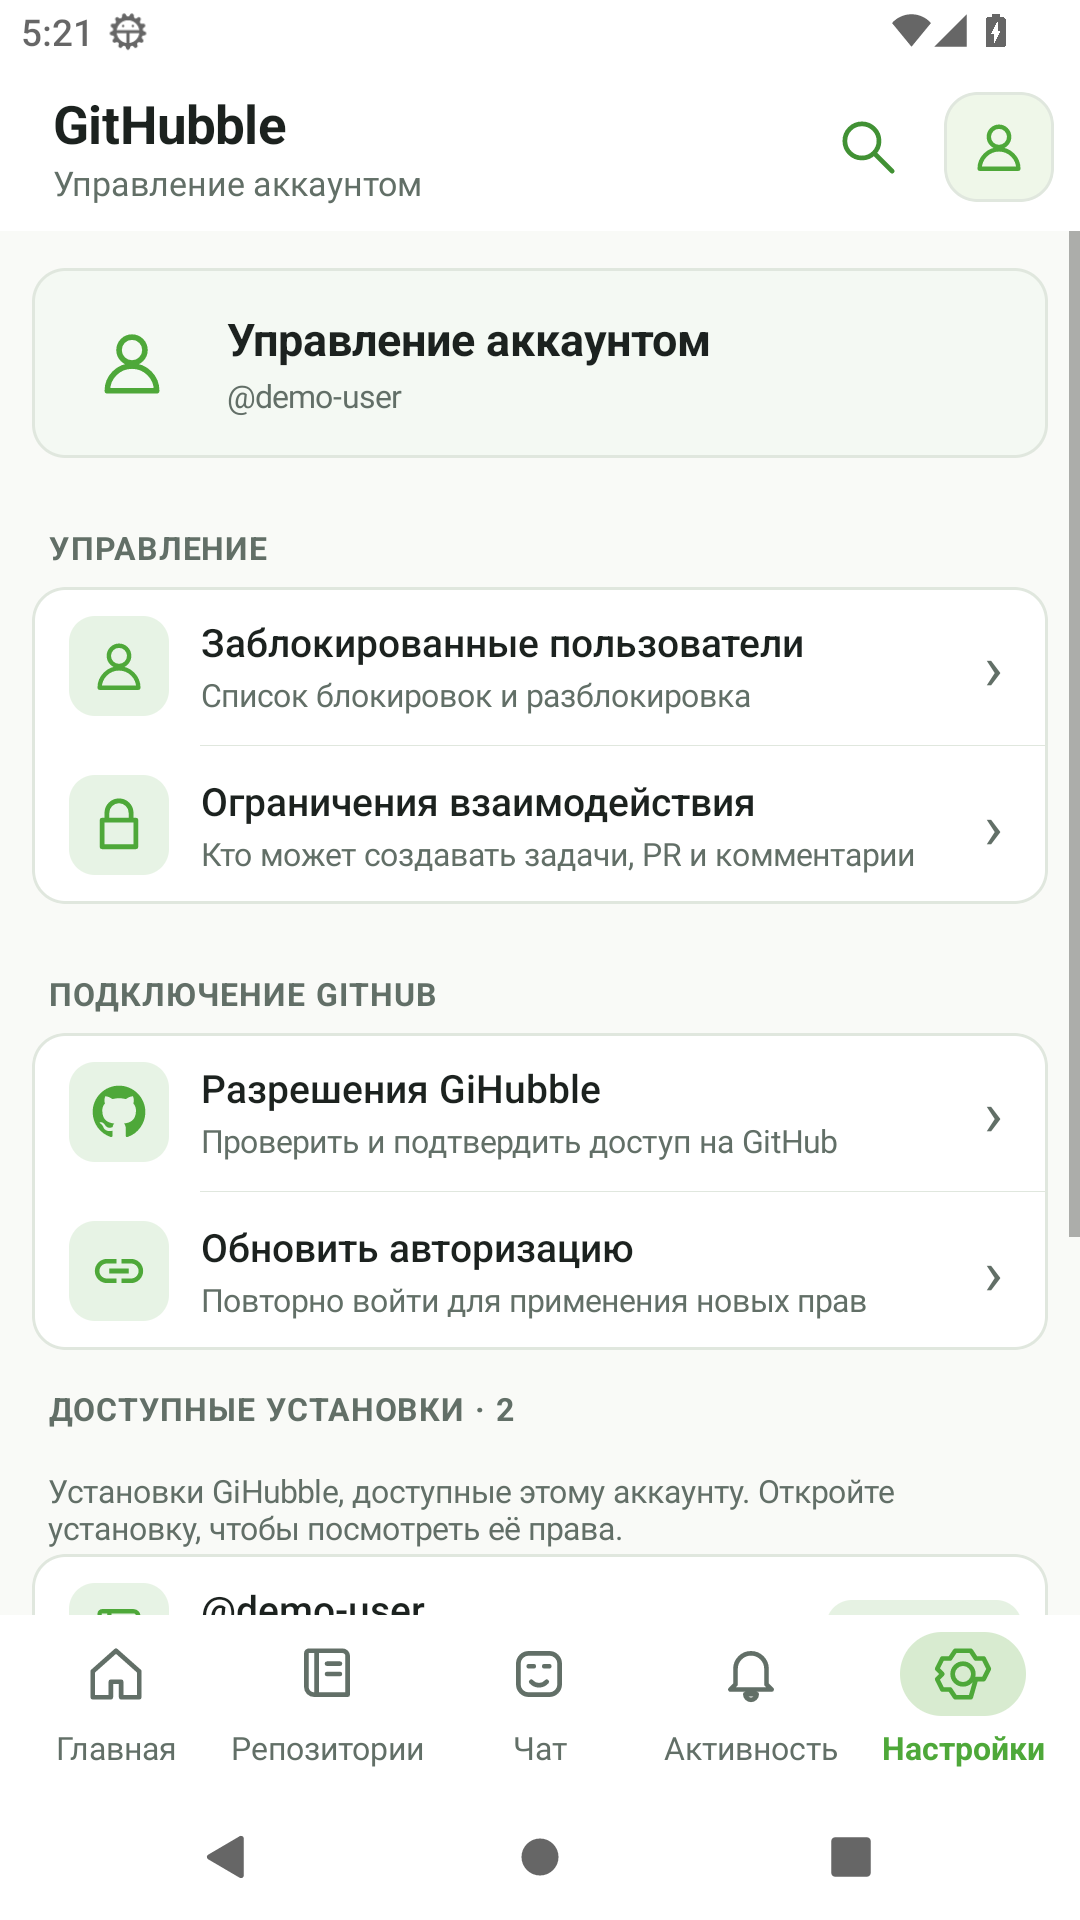 5:21
GitHubble
Управление аккаунтом
Управление аккаунтом
@demo-user
УПРАВЛЕНИЕ
Заблокированные пользователи
Список блокировок и разблокировка
Ограничения взаимодействия
Кто может создавать задачи, PR и комментарии
ПОДКЛЮЧЕНИЕ GITHUB
Разрешения GiHubble
Проверить и подтвердить доступ на GitHub
Обновить авторизацию
Повторно войти для применения новых прав
ДОСТУПНЫЕ УСТАНОВКИ · 2
Установки GiHubble, доступные этому аккаунту. Откройте
установку, чтобы посмотреть её права.
@demo-user
Главная
Репозитории
Чат
Активность
Настройки